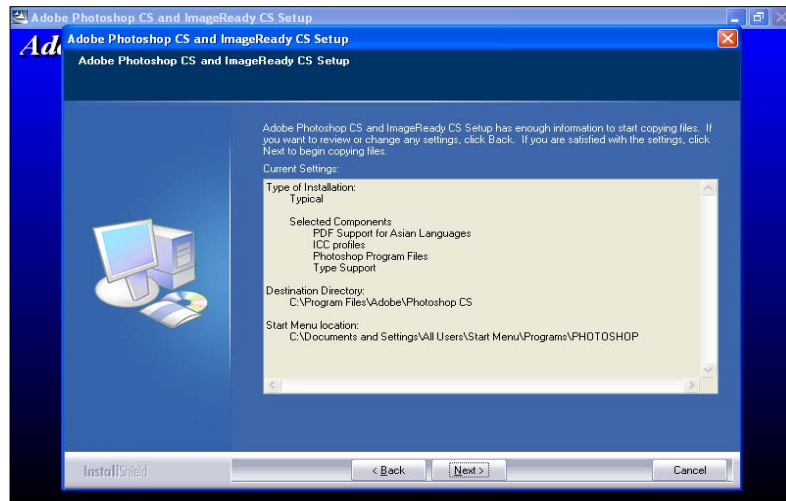 Adobe Photoshop CS and ImageReady CS Setup
Adobe Photoshop CS and ImageReady CS Setup
Adobe Photoshop CS and ImageReady CS Setup
Adobe Photoshop CS and ImageReady CS Setup has enough information to start copying files. If
you want to review or change any settings, click Back. If you are satisfied with the settings, click
Next to begin copying files.
Current Settings:
Type of Installation:
Typical
Selected Components
PDF Support for Asian Languages
ICC profiles
Photoshop Program Files
Type Support
Destination Directory:
C:\Program Files\Adobe\Photoshop CS
Start Menu location:
C:\Documents and Settings\All Users\Start Menu\Programs\PHOTOSHOP
InstallShield
< Back
Next >
Cancel